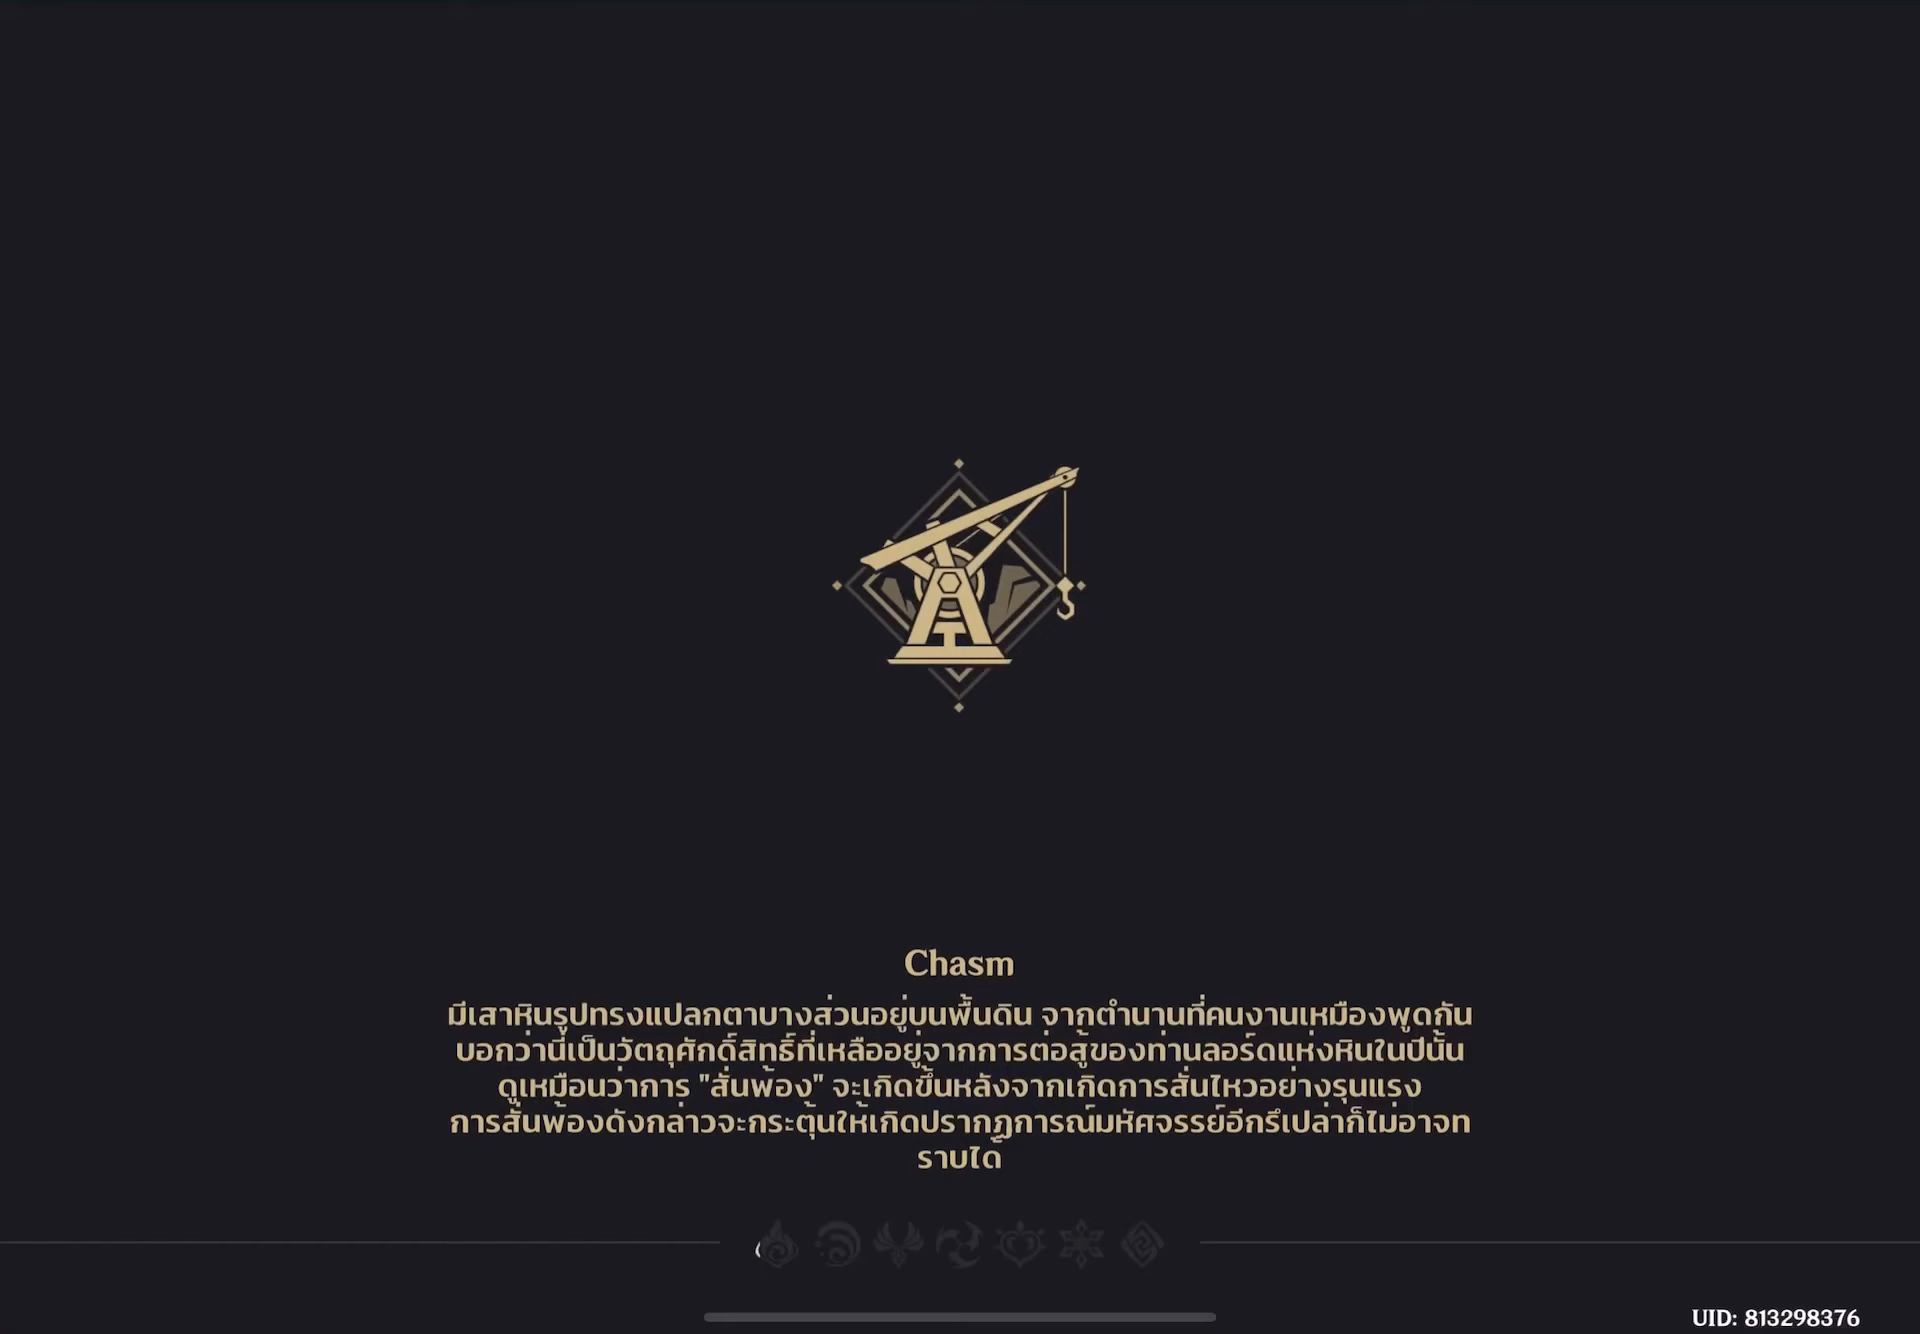 Chasm
มีเสาหินรูปทรงแปลกตาบางส่วนอยู่บนพื้นดิน จากตำนานที่คนงานเหมืองพูดกัน
บอกว่านี่เป็นวัตถุศักดิ์สิทธิ์ที่เหลืออยู่จากการต่อสู้ของท่านลอร์ดแห่งหินในปีนั้น
ดูเหมือนว่าการ "สั่นพ้อง" จะเกิดขึ้นหลังจากเกิดการสั่นไหวอย่างรุนแรง
การสั่นพ้องดังกล่าวจะกระตุ้นให้เกิดปรากฏการณ์มหัศจรรย์อีกรึเปล่าก็ไม่อาจท
ราบได้
UID: 813298376